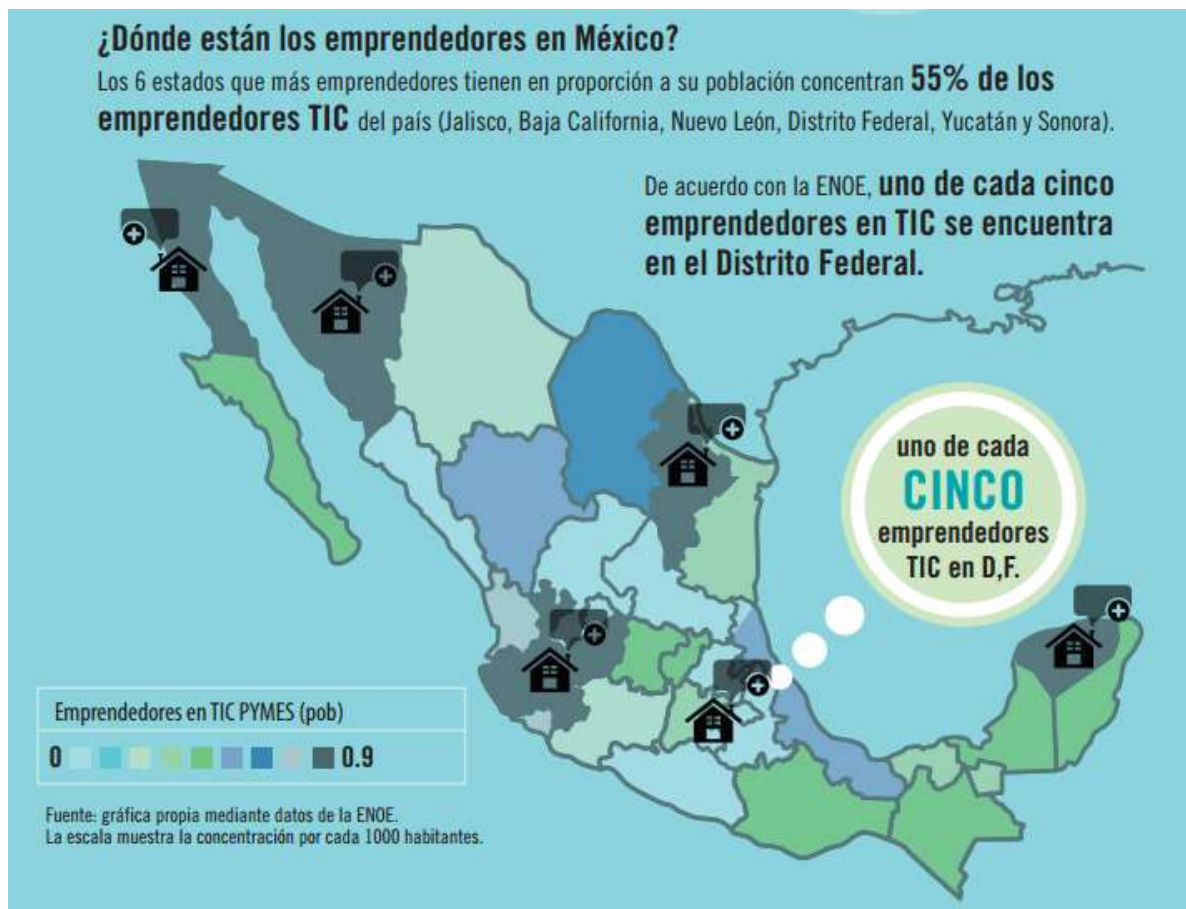 ¿Dónde están los emprendedores en México?
Los 6 estados que más emprendedores tienen en proporción a su población concentran 55% de los
emprendedores TIC del país (Jalisco, Baja California, Nuevo León, Distrito Federal, Yucatán y Sonora).
De acuerdo con la ENOE, uno de cada cinco
emprendedores en TIC se encuentra
en el Distrito Federal.
uno de cada
CINCO
emprendedores
TIC en D,F.
Emprendedores en TIC PYMES (pob)
0 0.9
Fuente: gráfica propia mediante datos de la ENOE.
La escala muestra la concentración por cada 1000 habitantes.